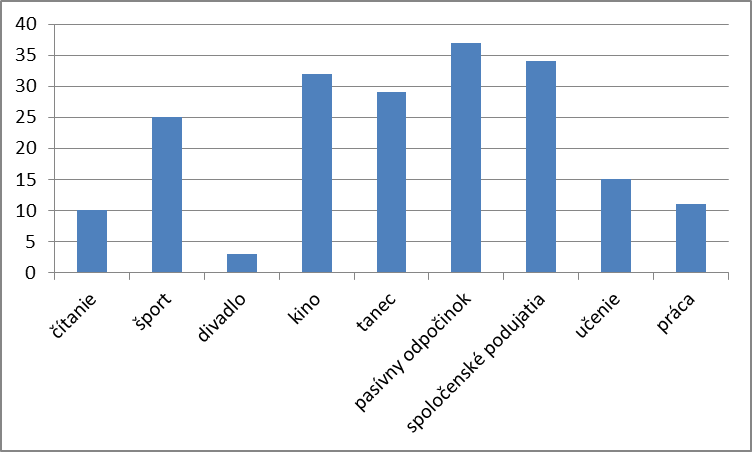 40
35
30
25
20
15
10
5
0
čítanie
šport
divadlo
kino
tanec
pasívny odpočinok
spoločenské podujatia
učenie
práca